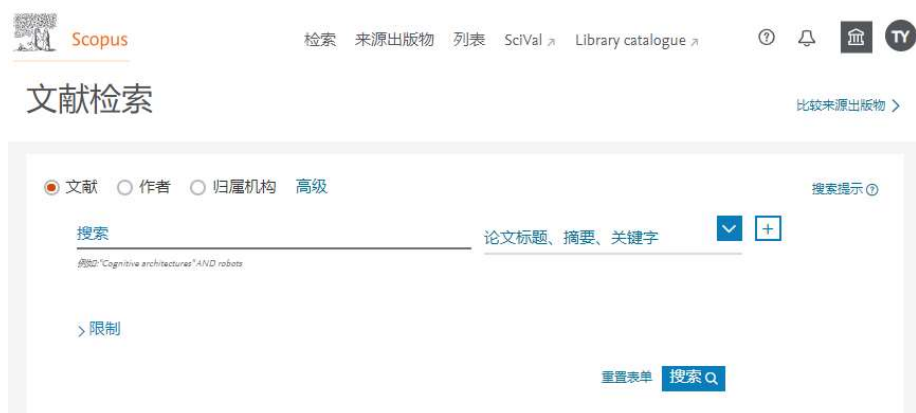 Scopus
检索 来源出版物 列表 SciVal ↗ Library catalogue ↗
TY
文献检索
比较来源出版物
文献 作者 归属机构 高级
搜索提示
搜索
论文标题、摘要、关键字
例如:"Cognitive architectures" AND robots
限制
重置表单 搜索